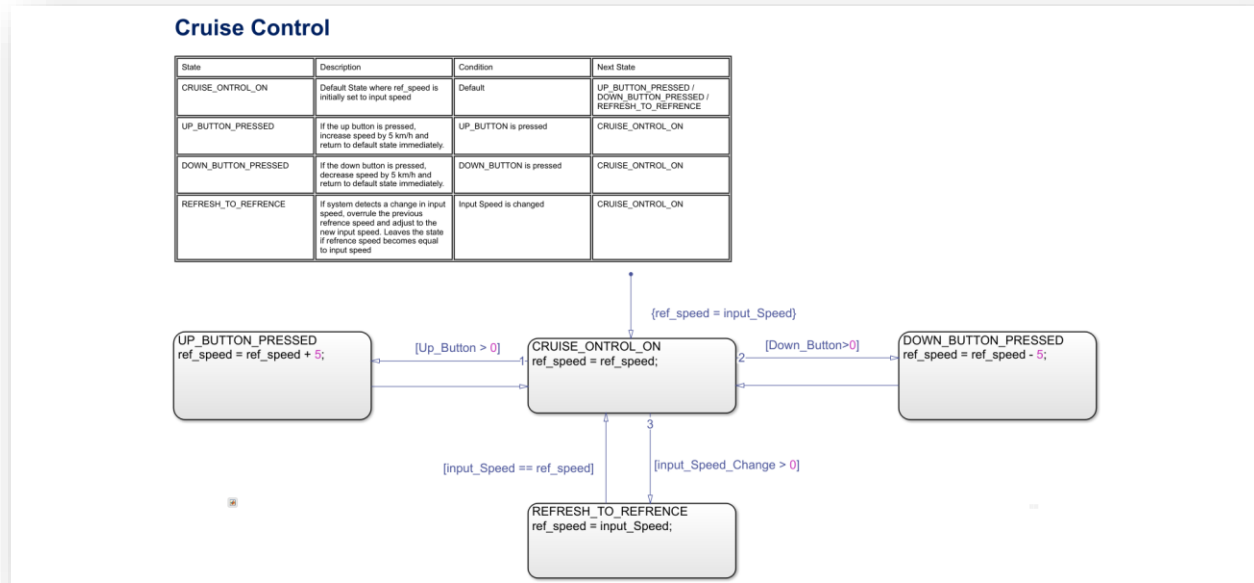 Cruise Control
State
Description
Condition
Next State
CRUISE_ONTROL_ON
Default State where ref_speed is
initially set to input speed
Default
UP_BUTTON_PRESSED /
DOWN_BUTTON_PRESSED /
REFRESH_TO_REFRENCE
UP_BUTTON_PRESSED
If the up button is pressed,
increase speed by 5 km/h and
return to default state immediately.
UP_BUTTON is pressed
CRUISE_ONTROL_ON
DOWN_BUTTON_PRESSED
If the down button is pressed,
decrease speed by 5 km/h and
return to default state immediately.
DOWN_BUTTON is pressed
CRUISE_ONTROL_ON
REFRESH_TO_REFRENCE
If system detects a change in input
speed, overrule the previous
refrence speed and adjust to the
new input speed. Leaves the state
if refrence speed becomes equal
to input speed
Input Speed is changed
CRUISE_ONTROL_ON
{ref_speed = input_Speed}
UP_BUTTON_PRESSED
ref_speed = ref_speed + 5;
[Up_Button > 0]
1
CRUISE_ONTROL_ON
ref_speed = ref_speed;
2
[Down_Button>0]
DOWN_BUTTON_PRESSED
ref_speed = ref_speed - 5;
3
[input_Speed == ref_speed]
[input_Speed_Change > 0]
REFRESH_TO_REFRENCE
ref_speed = input_Speed;